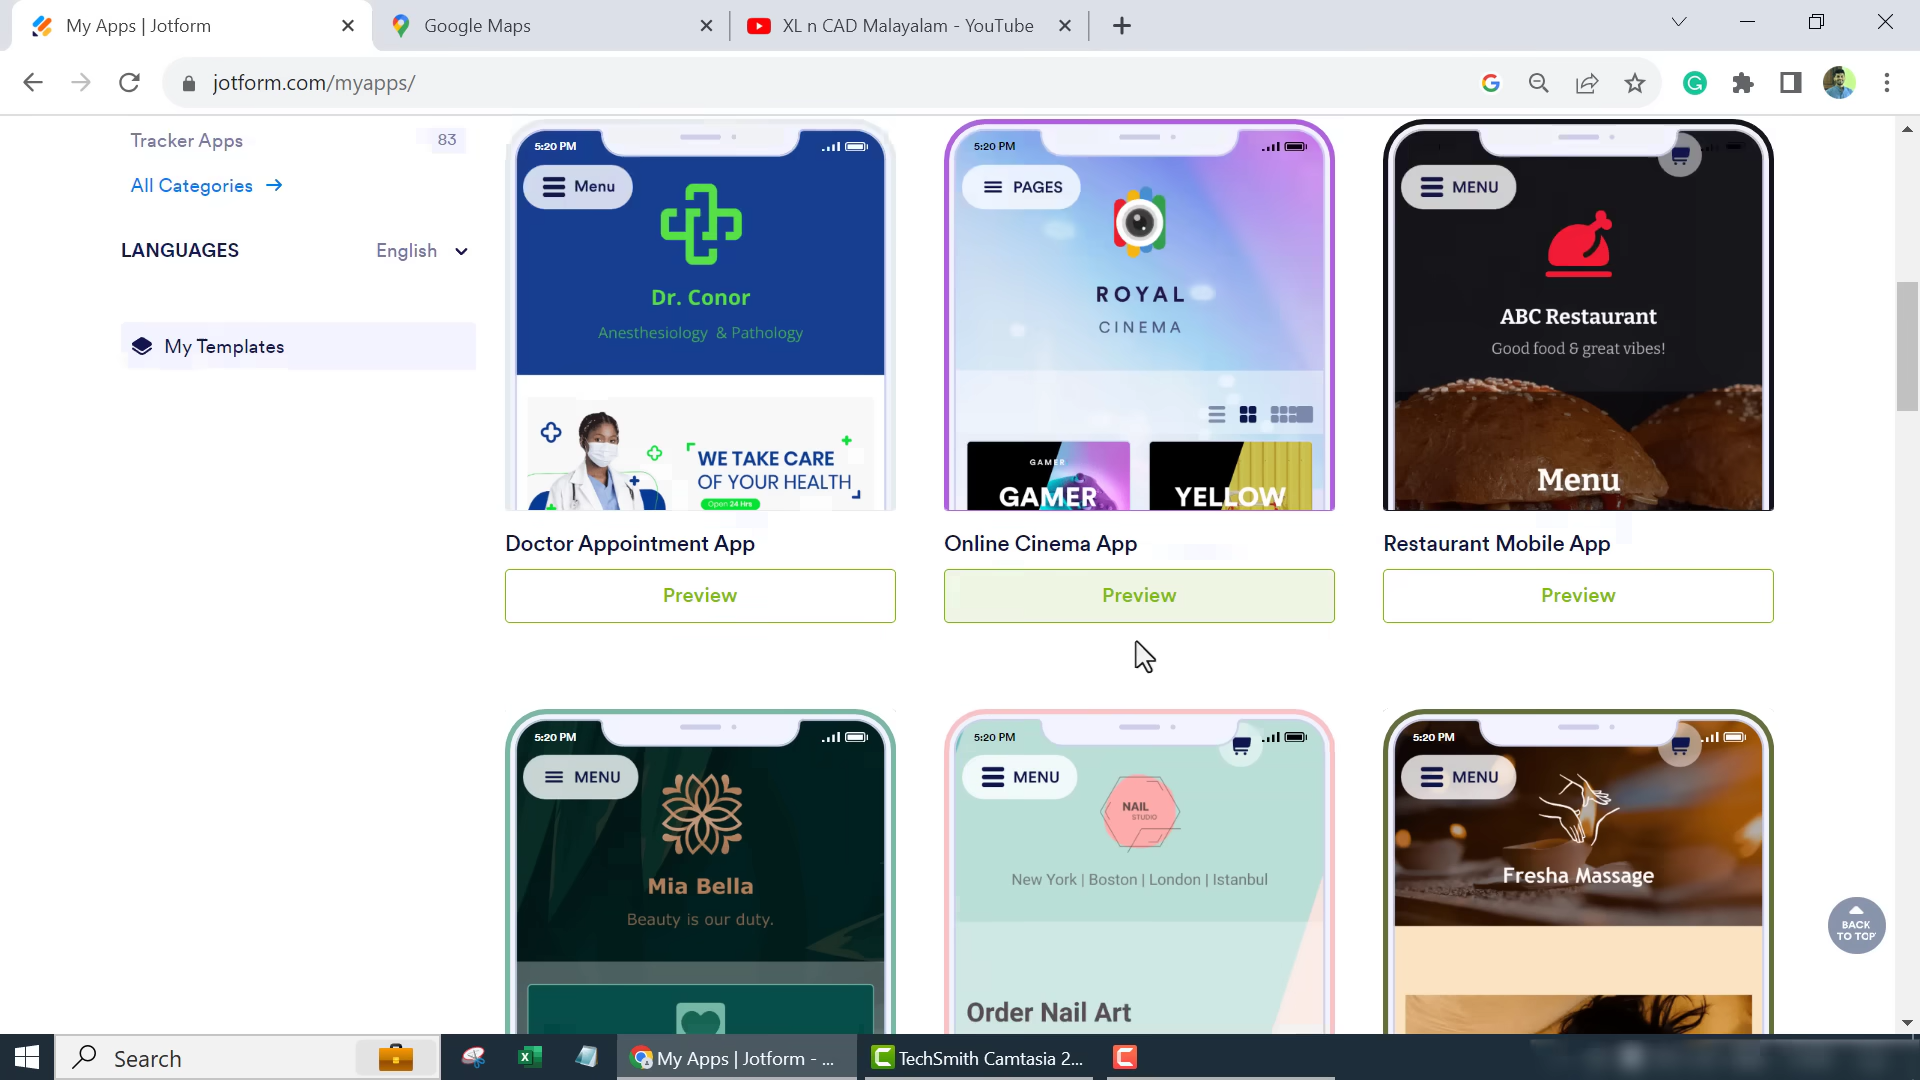 My Apps | Jotform
Google Maps
XL n CAD Malayalam - YouTube
jotform.com/myapps/
Tracker Apps 83
All Categories
LANGUAGES English
My Templates
5:20 PM
Menu
Dr. Conor
Anesthesiology & Pathology
WE TAKE CARE
OF YOUR HEALTH
Open 24 Hrs
Doctor Appointment App
Preview
5:20 PM
PAGES
ROYAL
CINEMA
GAMER
GAMER
YELLOW
Online Cinema App
Preview
MENU
ABC Restaurant
Good food & great vibes!
Menu
Restaurant Mobile App
Preview
5:20 PM
MENU
Mia Bella
Beauty is our duty.
5:20 PM
MENU
NAIL
STUDIO
New York | Boston | London | Istanbul
Order Nail Art
5:20 PM
MENU
Fresha Massage
BACK
TO TOP
Search
My Apps | Jotform - ...
TechSmith Camtasia 2...